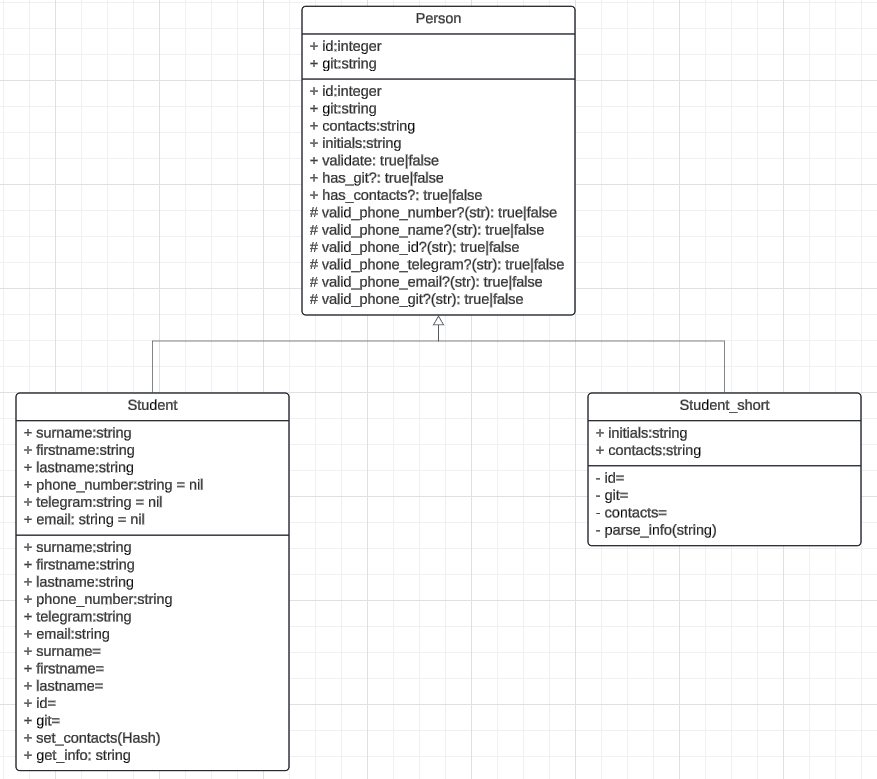 Person
+ id:integer
+ git:string
+ id:integer
+ git:string
+ contacts:string
+ initials:string
+ validate: true|false
+ has_git?: true|false
+ has_contacts?: true|false
# valid_phone_number?(str): true|false
# valid_phone_name?(str): true|false
# valid_phone_id?(str): true|false
# valid_phone_telegram?(str): true|false
# valid_phone_email?(str): true|false
# valid_phone_git?(str): true|false
Student
+ surname:string
+ firstname:string
+ lastname:string
+ phone_number:string = nil
+ telegram:string = nil
+ email: string = nil
+ surname:string
+ firstname:string
+ lastname:string
+ phone_number:string
+ telegram:string
+ email:string
+ surname=
+ firstname=
+ lastname=
+ id=
+ git=
+ set_contacts(Hash)
+ get_info: string
Student_short
+ initials:string
+ contacts:string
- id=
- git=
- contacts=
- parse_info(string)